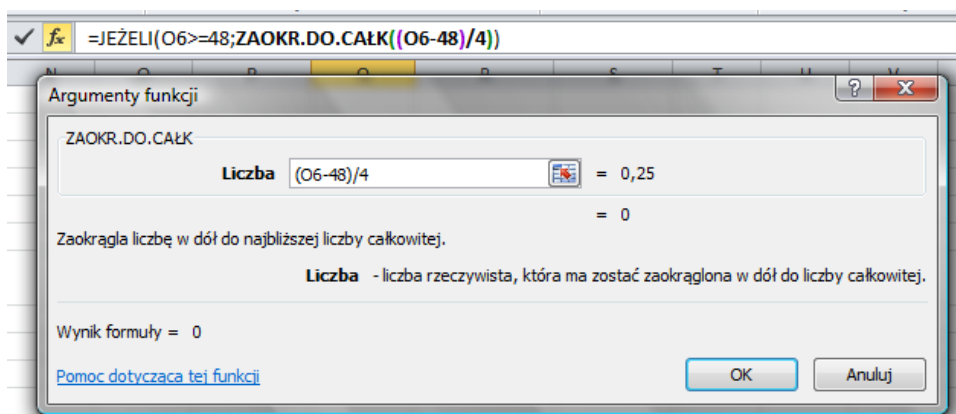 fx =JEŻELI(O6>=48;ZAOKR.DO.CAŁK((O6-48)/4))
Argumenty funkcji
ZAOKR.DO.CAŁK
Liczba (O6-48)/4 = 0,25
= 0
Zaokrągla liczbę w dół do najbliższej liczby całkowitej.
Liczba - liczba rzeczywista, która ma zostać zaokrąglona w dół do liczby całkowitej.
Wynik formuły = 0
Pomoc dotycząca tej funkcji OK Anuluj